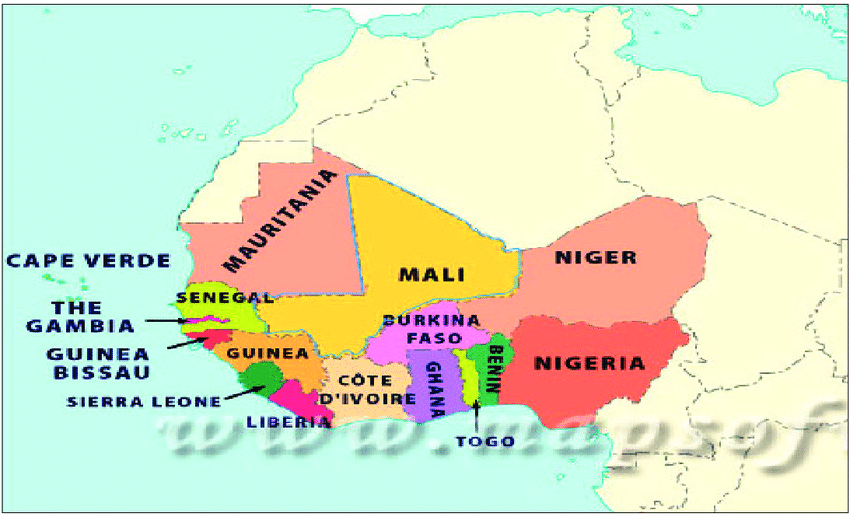 MAURITANIA
CAPE VERDE
MALI
NIGER
SENEGAL
THE
GAMBIA
BURKINA
FASO
GUINEA
BISSAU
GUINEA
NIGERIA
BENIN
GHANA
CÔTE
D'IVOIRE
SIERRA LEONE
LIBERIA
TOGO
www.mapsof